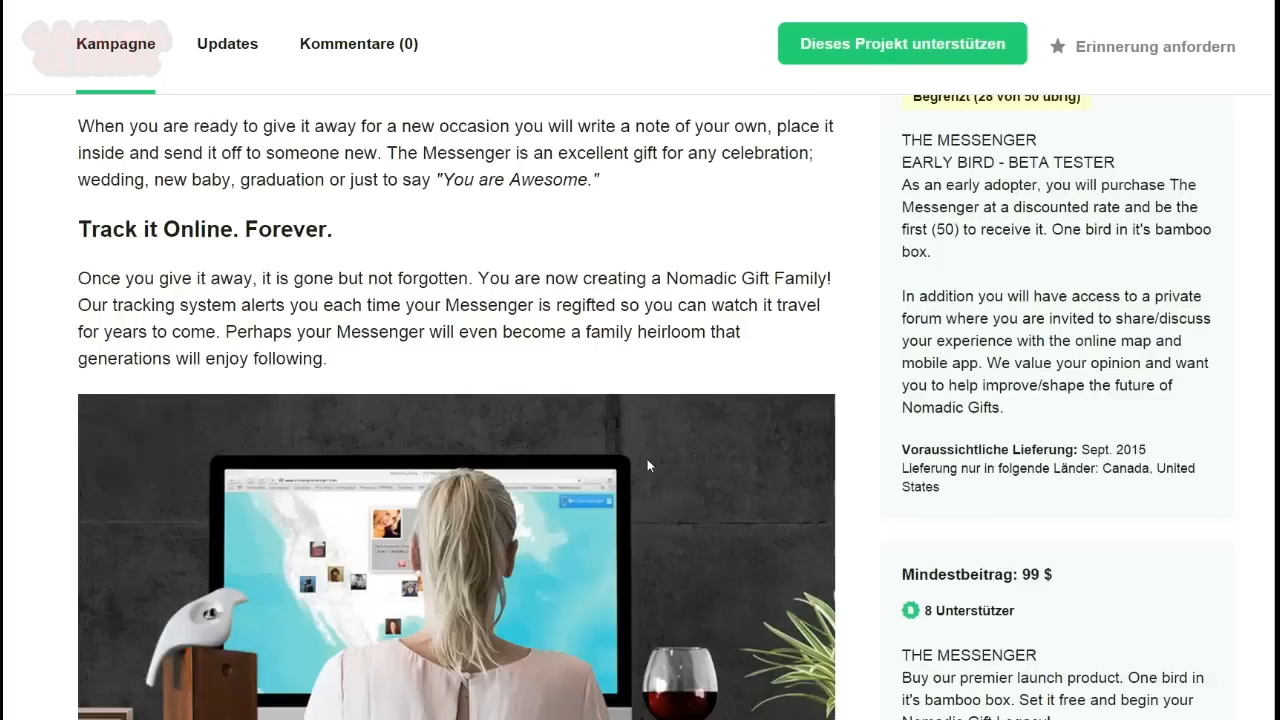 Kampagne
Updates
Kommentare (0)
Dieses Projekt unterstützen
Erinnerung anfordern
When you are ready to give it away for a new occasion you will write a note of your own, place it
inside and send it off to someone new. The Messenger is an excellent gift for any celebration;
wedding, new baby, graduation or just to say "You are Awesome."
Track it Online. Forever.
Once you give it away, it is gone but not forgotten. You are now creating a Nomadic Gift Family!
Our tracking system alerts you each time your Messenger is regifted so you can watch it travel
for years to come. Perhaps your Messenger will even become a family heirloom that
generations will enjoy following.
Begrenzt (28 von 50 übrig)
THE MESSENGER
EARLY BIRD - BETA TESTER
As an early adopter, you will purchase The
Messenger at a discounted rate and be the
first (50) to receive it. One bird in it's bamboo
box.
In addition you will have access to a private
forum where you are invited to share/discuss
your experience with the online map and
mobile app. We value your opinion and want
you to help improve/shape the future of
Nomadic Gifts.
Voraussichtliche Lieferung: Sept. 2015
Lieferung nur in folgende Länder: Canada, United
States
Mindestbeitrag: 99 $
8 Unterstützer
THE MESSENGER
Buy our premier launch product. One bird in
it's bamboo box. Set it free and begin your
Nomadic Gift Legacy!